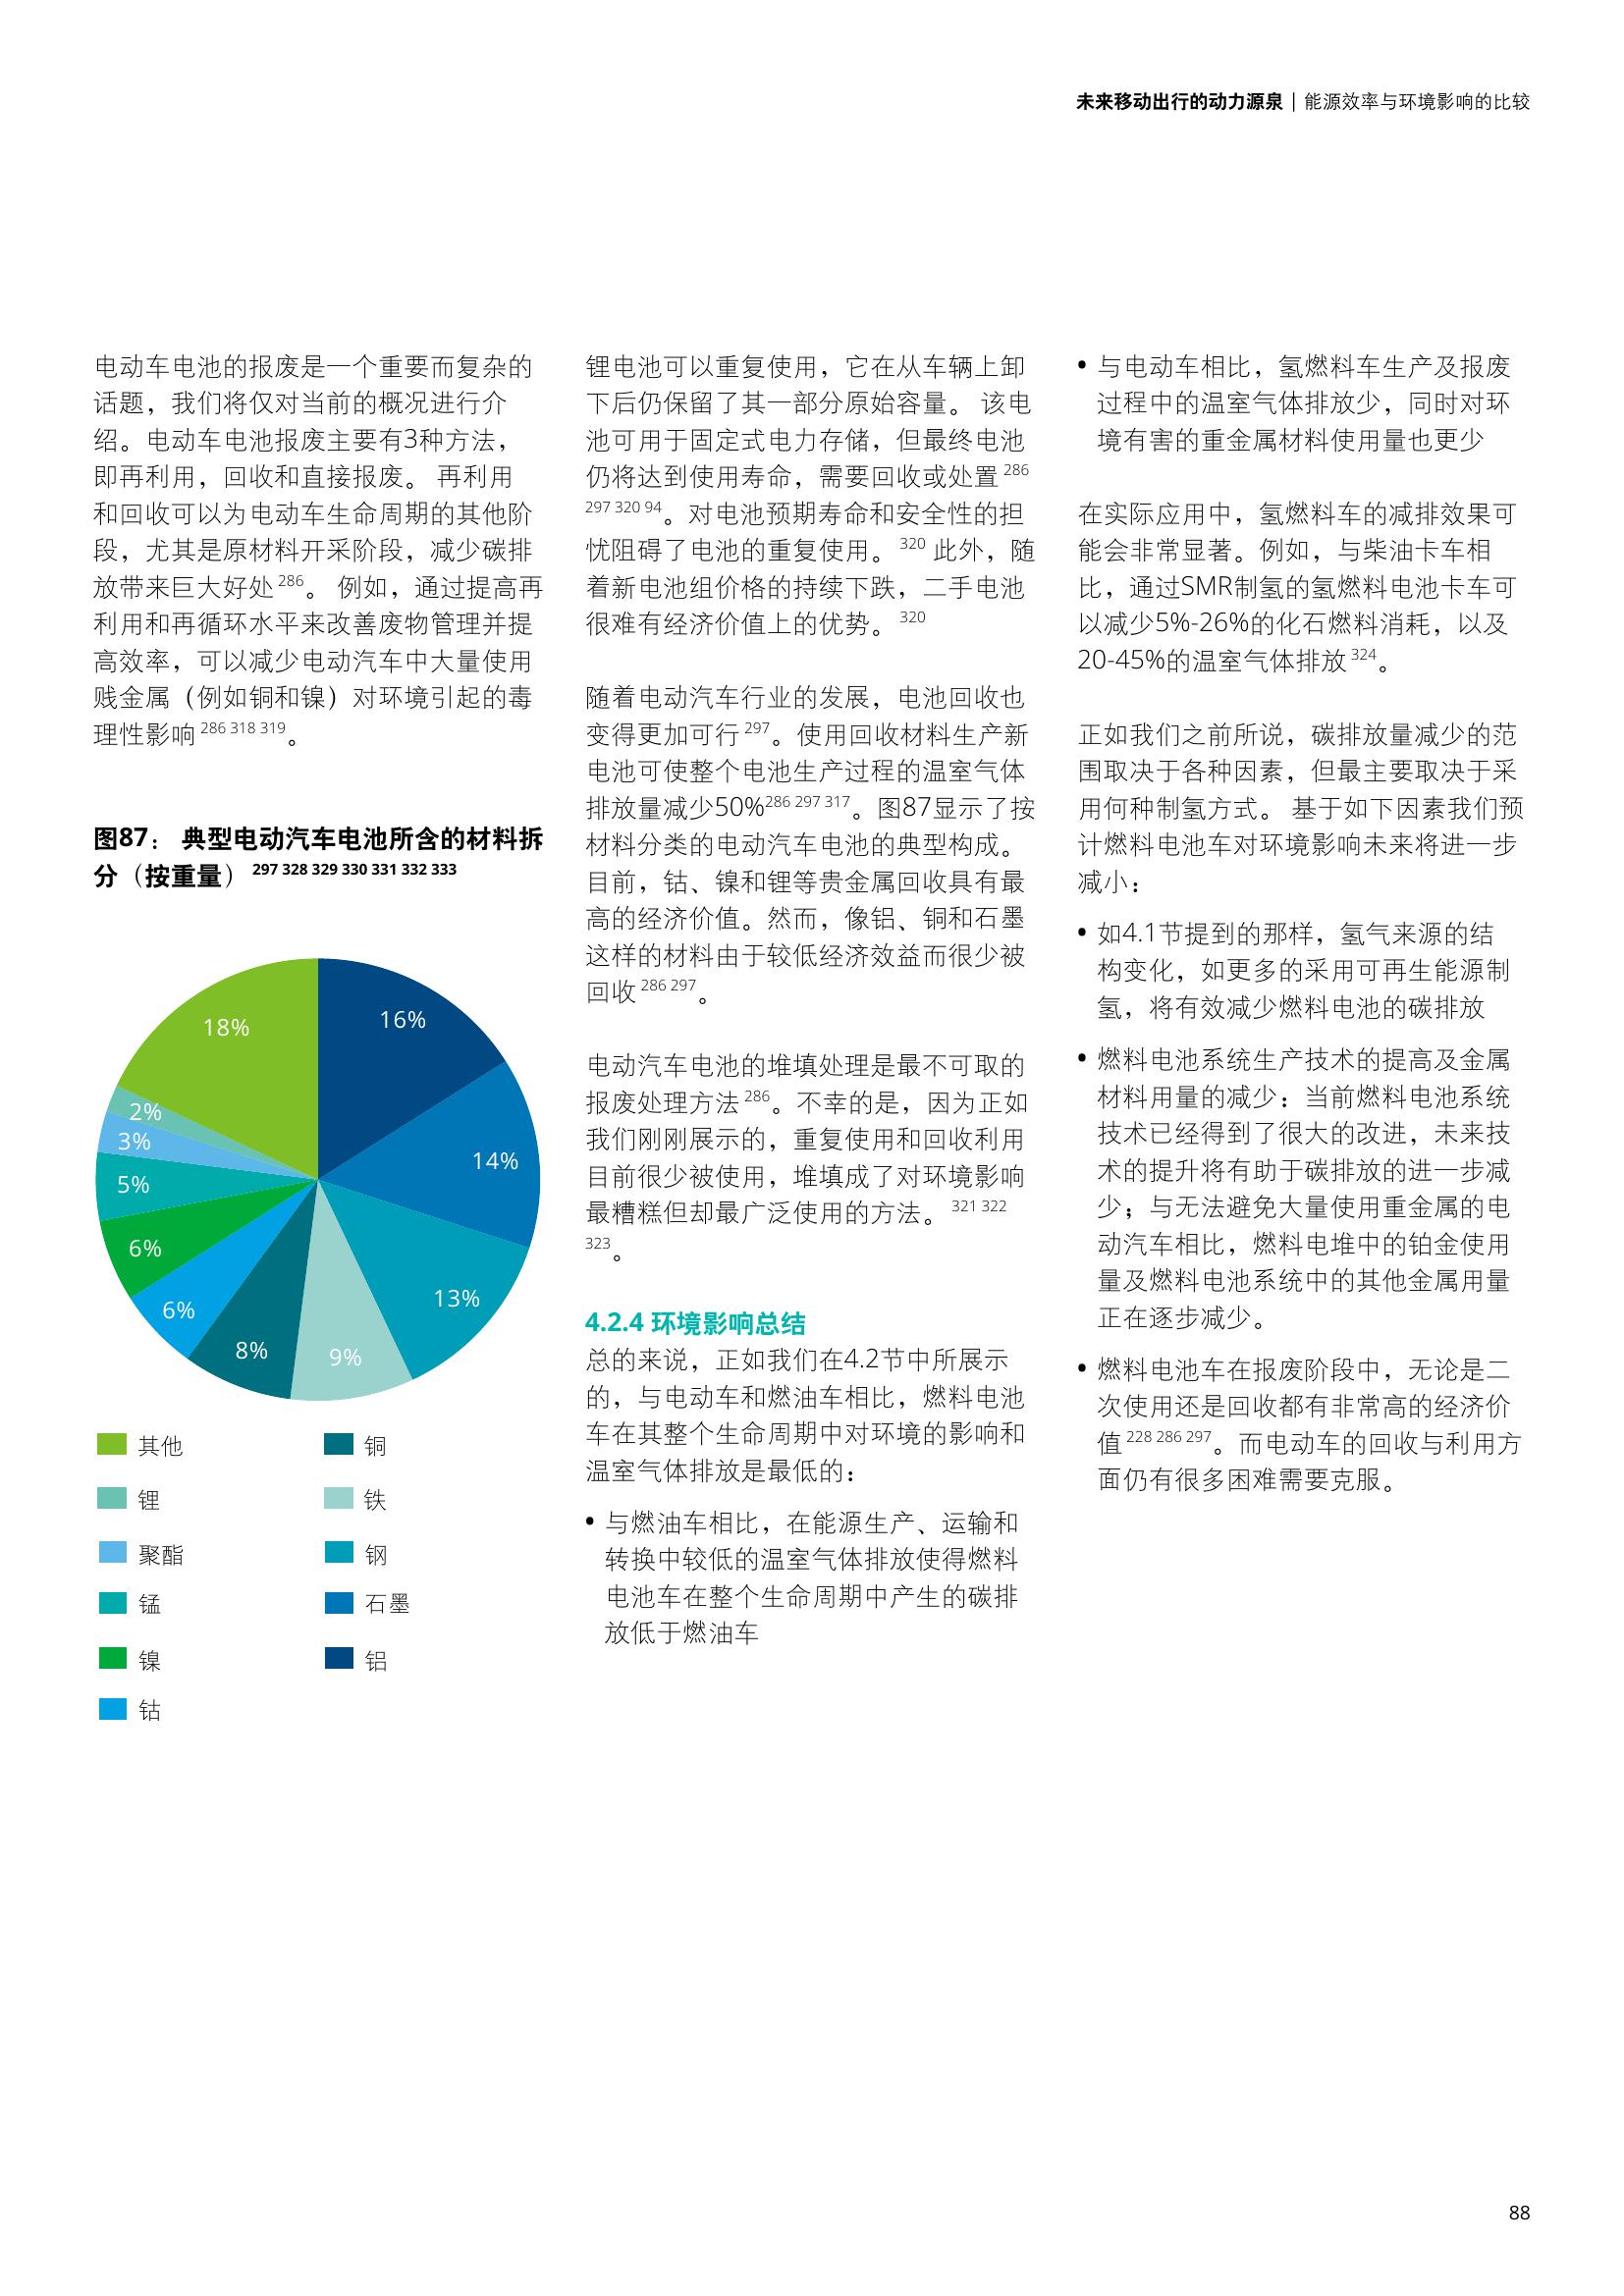 未来移动出行的动力源泉 | 能源效率与环境影响的比较
电动车电池的报废是一个重要而复杂的
话题，我们将仅对当前的概况进行介
绍。电动车电池报废主要有3种方法，
即再利用，回收和直接报废。 再利用
和回收可以为电动车生命周期的其他阶
段，尤其是原材料开采阶段，减少碳排
放带来巨大好处 286。 例如，通过提高再
利用和再循环水平来改善废物管理并提
高效率，可以减少电动汽车中大量使用
贱金属（例如铜和镍）对环境引起的毒
理性影响 286 318 319。
图87： 典型电动汽车电池所含的材料拆
分（按重量） 297 328 329 330 331 332 333
18%
16%
2%
3%
14%
5%
6%
13%
6%
8%
9%
其他
铜
锂
铁
聚酯
钢
锰
石墨
镍
铝
钴
锂电池可以重复使用，它在从车辆上卸
下后仍保留了其一部分原始容量。 该电
池可用于固定式电力存储，但最终电池
仍将达到使用寿命，需要回收或处置 286
297 320 94。对电池预期寿命和安全性的担
忧阻碍了电池的重复使用。 320 此外，随
着新电池组价格的持续下跌，二手电池
很难有经济价值上的优势。 320
随着电动汽车行业的发展，电池回收也
变得更加可行 297。使用回收材料生产新
电池可使整个电池生产过程的温室气体
排放量减少50%286 297 317。图87显示了按
材料分类的电动汽车电池的典型构成。
目前，钴、镍和锂等贵金属回收具有最
高的经济价值。然而，像铝、铜和石墨
这样的材料由于较低经济效益而很少被
回收 286 297。
电动汽车电池的堆填处理是最不可取的
报废处理方法 286。不幸的是，因为正如
我们刚刚展示的，重复使用和回收利用
目前很少被使用，堆填成了对环境影响
最糟糕但却最广泛使用的方法。 321 322
323。
4.2.4 环境影响总结
总的来说，正如我们在4.2节中所展示
的，与电动车和燃油车相比，燃料电池
车在其整个生命周期中对环境的影响和
温室气体排放是最低的：
• 与燃油车相比，在能源生产、运输和
转换中较低的温室气体排放使得燃料
电池车在整个生命周期中产生的碳排
放低于燃油车
• 与电动车相比，氢燃料车生产及报废
过程中的温室气体排放少，同时对环
境有害的重金属材料使用量也更少
在实际应用中，氢燃料车的减排效果可
能会非常显著。例如，与柴油卡车相
比，通过SMR制氢的氢燃料电池卡车可
以减少5%-26%的化石燃料消耗，以及
20-45%的温室气体排放 324。
正如我们之前所说，碳排放量减少的范
围取决于各种因素，但最主要取决于采
用何种制氢方式。 基于如下因素我们预
计燃料电池车对环境影响未来将进一步
减小：
• 如4.1节提到的那样，氢气来源的结
构变化，如更多的采用可再生能源制
氢，将有效减少燃料电池的碳排放
• 燃料电池系统生产技术的提高及金属
材料用量的减少：当前燃料电池系统
技术已经得到了很大的改进，未来技
术的提升将有助于碳排放的进一步减
少；与无法避免大量使用重金属的电
动汽车相比，燃料电堆中的铂金使用
量及燃料电池系统中的其他金属用量
正在逐步减少。
• 燃料电池车在报废阶段中，无论是二
次使用还是回收都有非常高的经济价
值 228 286 297。而电动车的回收与利用方
面仍有很多困难需要克服。
88